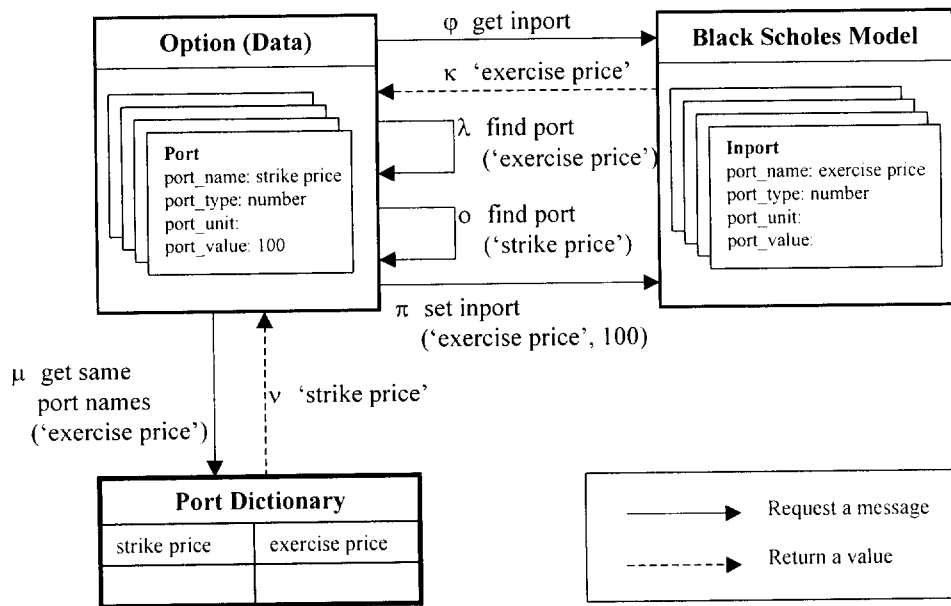 Option (Data)
φ get inport
Black Scholes Model
κ ‘exercise price’
λ find port
(‘exercise price’)
Port
port_name: strike price
port_type: number
port_unit:
port_value: 100
Inport
port_name: exercise price
port_type: number
port_unit:
port_value:
ο find port
(‘strike price’)
π set inport
(‘exercise price’, 100)
μ get same
port names
(‘exercise price’)
ν ‘strike price’
Port Dictionary
strike price exercise price
Request a message
Return a value